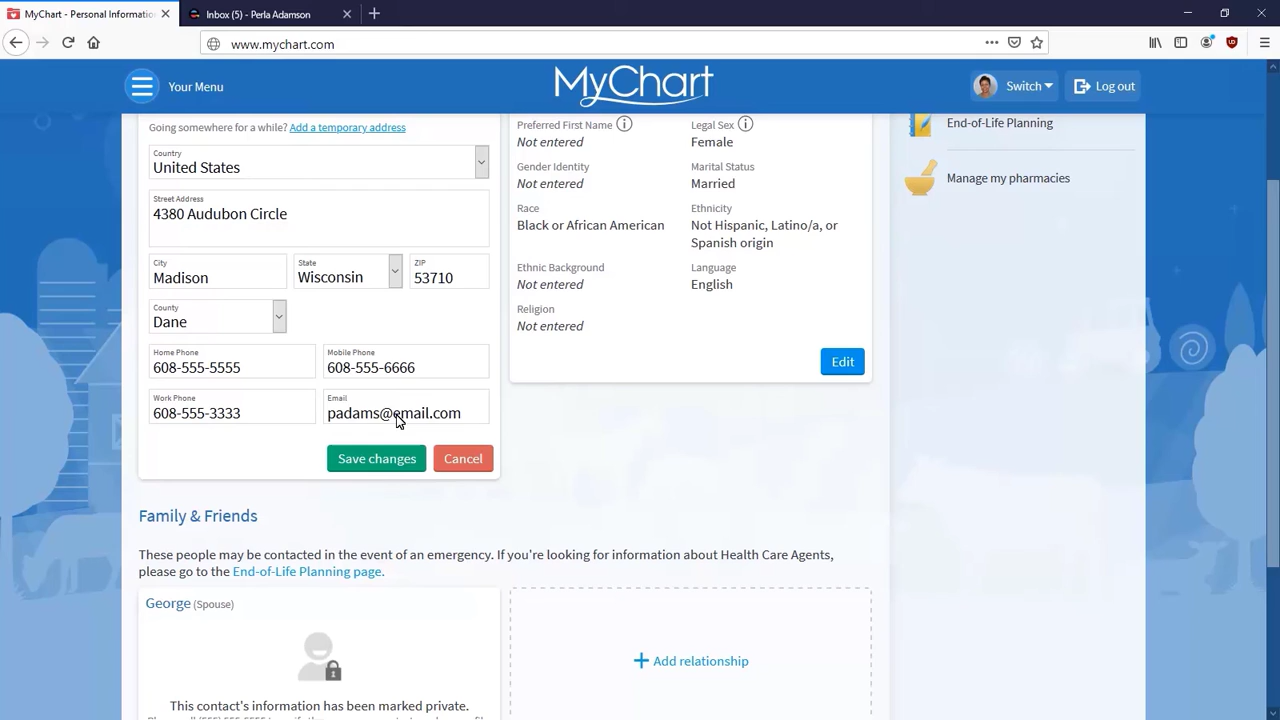 MyChart - Personal Informatio
Inbox (5) - Perla Adamson
www.mychart.com
Your Menu
MyChart
Switch
Log out
Going somewhere for a while? Add a temporary address
Country
United States
Street Address
4380 Audubon Circle
City
Madison
State
Wisconsin
ZIP
53710
County
Dane
Home Phone
608-555-5555
Mobile Phone
608-555-6666
Work Phone
608-555-3333
Email
padams@email.com
Save changes
Cancel
Preferred First Name
Not entered
Legal Sex
Female
Gender Identity
Not entered
Marital Status
Married
Race
Black or African American
Ethnicity
Not Hispanic, Latino/a, or
Spanish origin
Ethnic Background
Not entered
Language
English
Religion
Not entered
Edit
End-of-Life Planning
Manage my pharmacies
Family & Friends
These people may be contacted in the event of an emergency. If you're looking for information about Health Care Agents,
please go to the End-of-Life Planning page.
George (Spouse)
This contact's information has been marked private.
Add relationship